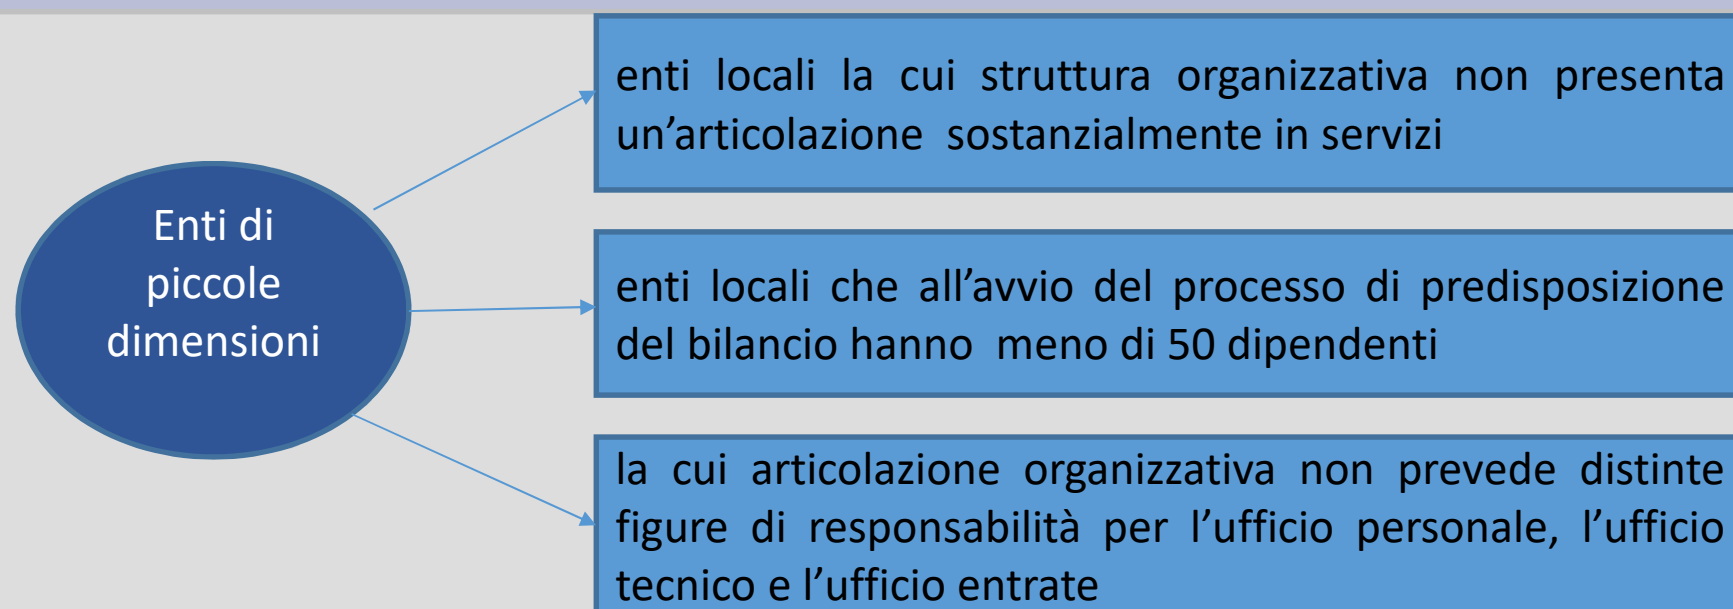 Enti di
piccole
dimensioni
enti locali la cui struttura organizzativa non presenta
un’articolazione sostanzialmente in servizi
enti locali che all’avvio del processo di predisposizione
del bilancio hanno meno di 50 dipendenti
la cui articolazione organizzativa non prevede distinte
figure di responsabilità per l’ufficio personale, l’ufficio
tecnico e l’ufficio entrate